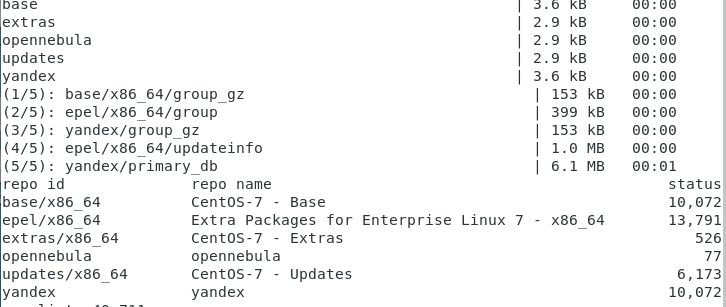 base | 3.6 kB 00:00
extras | 2.9 kB 00:00
opennebula | 2.9 kB 00:00
updates | 2.9 kB 00:00
yandex | 3.6 kB 00:00
(1/5): base/x86_64/group_gz | 153 kB 00:00
(2/5): epel/x86_64/group | 399 kB 00:00
(3/5): yandex/group_gz | 153 kB 00:00
(4/5): epel/x86_64/updateinfo | 1.0 MB 00:00
(5/5): yandex/primary_db | 6.1 MB 00:01
repo id repo name status
base/x86_64 CentOS-7 - Base 10,072
epel/x86_64 Extra Packages for Enterprise Linux 7 - x86_64 13,791
extras/x86_64 CentOS-7 - Extras 526
opennebula opennebula 77
updates/x86_64 CentOS-7 - Updates 6,173
yandex yandex 10,072